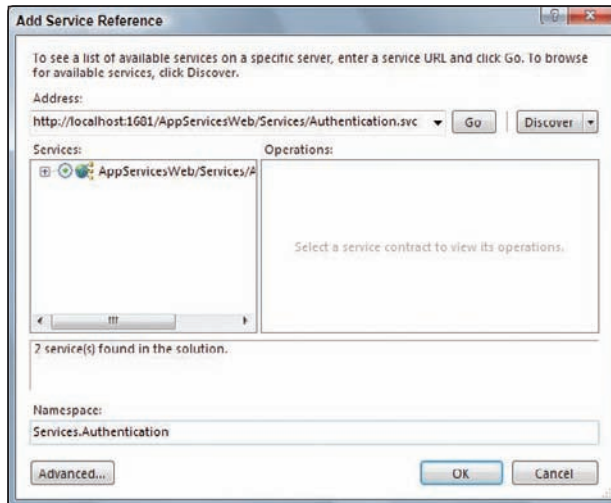 Add Service Reference
To see a list of available services on a specific server, enter a service URL and click Go. To browse
for available services, click Discover.
Address:
http://localhost:1681/AppServicesWeb/Services/Authentication.svc
Go
Discover
Services:
Operations:
AppServicesWeb/Services/A
Select a service contract to view its operations.
2 service(s) found in the solution.
Namespace:
Services.Authentication
Advanced...
OK
Cancel